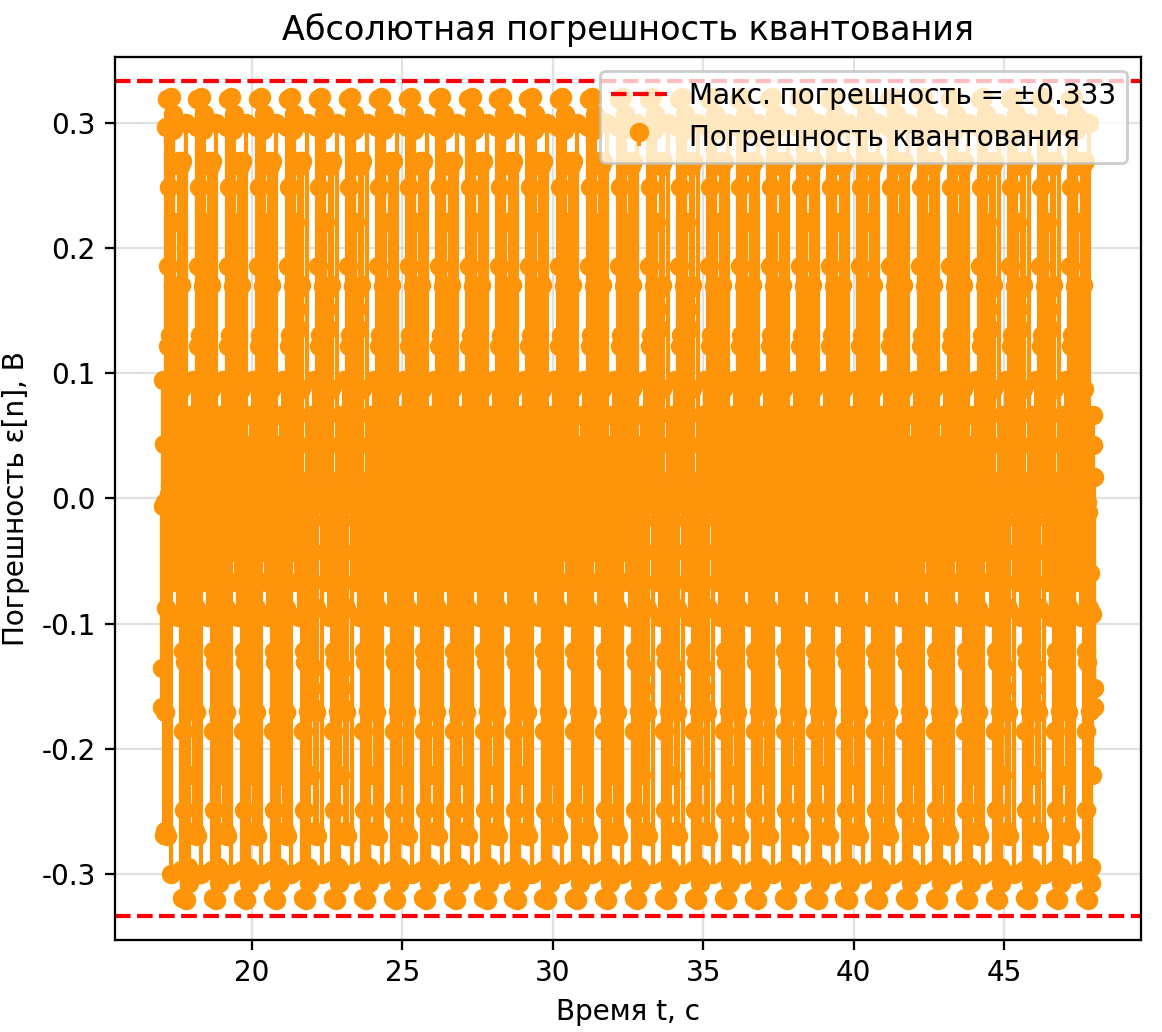 Абсолютная погрешность квантования
Макс. погрешность = ±0.333
Погрешность квантования
Погрешность ε[n], В
0.3
0.2
0.1
0.0
-0.1
-0.2
-0.3
20 25 30 35 40 45
Время t, с